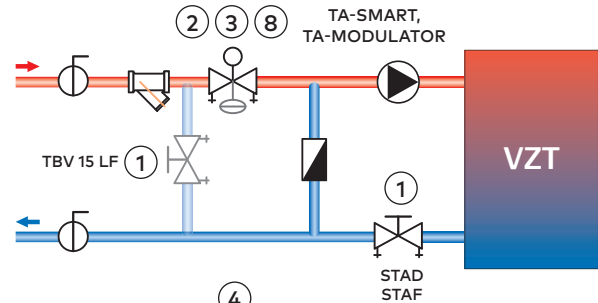 2 3 8
TA-SMART,
TA-MODULATOR
TBV 15 LF 1
VZT
1
STAD
STAF
4